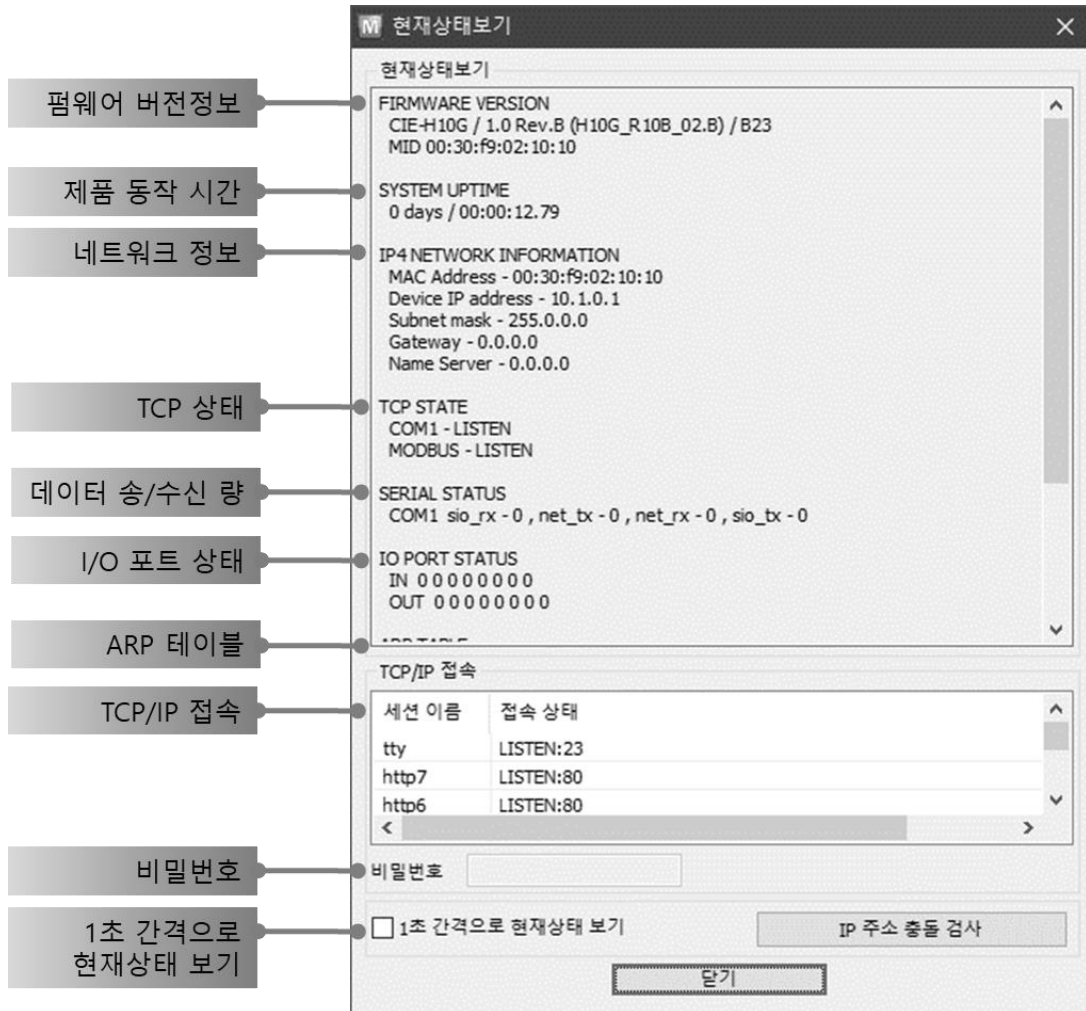 M 현재상태보기
현재상태보기
펌웨어 버전정보
FIRMWARE VERSION
CIE-H10G / 1.0 Rev.B (H10G_R10B_02.B) / B23
MID 00:30:f9:02:10:10
제품 동작 시간
SYSTEM UPTIME
0 days / 00:00:12.79
네트워크 정보
IP4 NETWORK INFORMATION
MAC Address - 00:30:f9:02:10:10
Device IP address - 10.1.0.1
Subnet mask - 255.0.0.0
Gateway - 0.0.0.0
Name Server - 0.0.0.0
TCP 상태
TCP STATE
COM1 - LISTEN
MODBUS - LISTEN
데이터 송/수신 량
SERIAL STATUS
COM1 sio_rx - 0 , net_tx - 0 , net_rx - 0 , sio_tx - 0
I/O 포트 상태
IO PORT STATUS
IN 0 0 0 0 0 0 0 0
OUT 0 0 0 0 0 0 0 0
ARP 테이블
ARP TABLE
TCP/IP 접속
TCP/IP 접속
세션 이름 접속 상태
tty LISTEN:23
http7 LISTEN:80
http6 LISTEN:80
비밀번호
비밀번호
1초 간격으로
현재상태 보기
1초 간격으로 현재상태 보기
IP 주소 충돌 검사
닫기